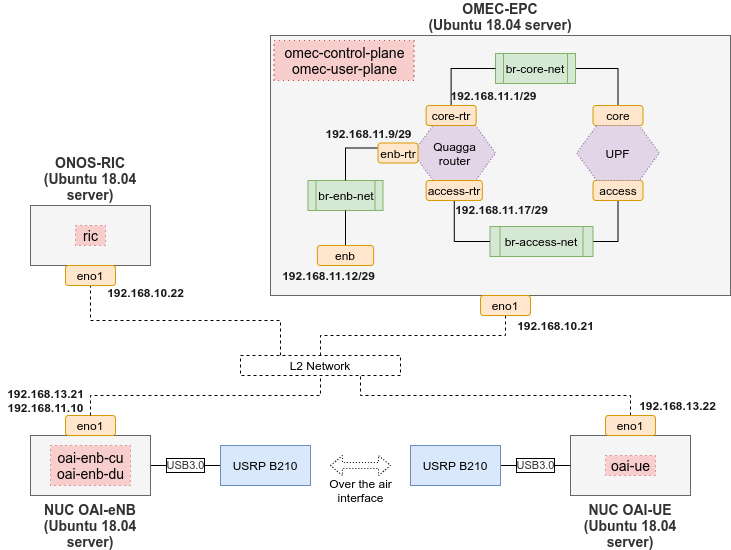 OMEC-EPC
(Ubuntu 18.04 server)
omec-control-plane
omec-user-plane
br-core-net
192.168.11.1/29
core-rtr
core
192.168.11.9/29
enb-rtr
Quagga
router
UPF
ONOS-RIC
(Ubuntu 18.04
server)
br-enb-net
access-rtr
access
192.168.11.17/29
ric
br-access-net
enb
eno1
192.168.11.12/29
192.168.10.22
eno1
192.168.10.21
L2 Network
192.168.13.21
192.168.11.10
192.168.13.22
eno1
eno1
oai-enb-cu
oai-enb-du
USB3.0
USRP B210
USRP B210
USB3.0
oai-ue
Over the air
interface
NUC OAI-eNB
(Ubuntu 18.04
server)
NUC OAI-UE
(Ubuntu 18.04
server)